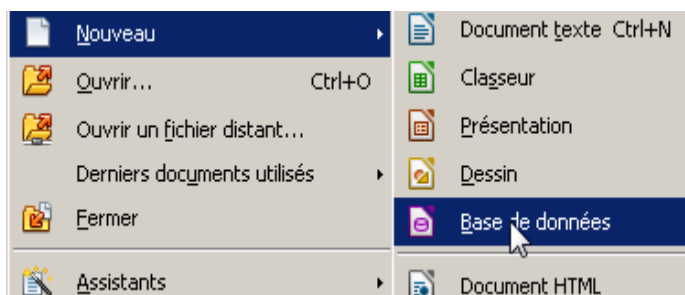 Nouveau
Ouvrir... Ctrl+O
Ouvrir un fichier distant...
Derniers documents utilisés
Fermer
Assistants
Document texte Ctrl+N
Classeur
Présentation
Dessin
Base de données
Document HTML